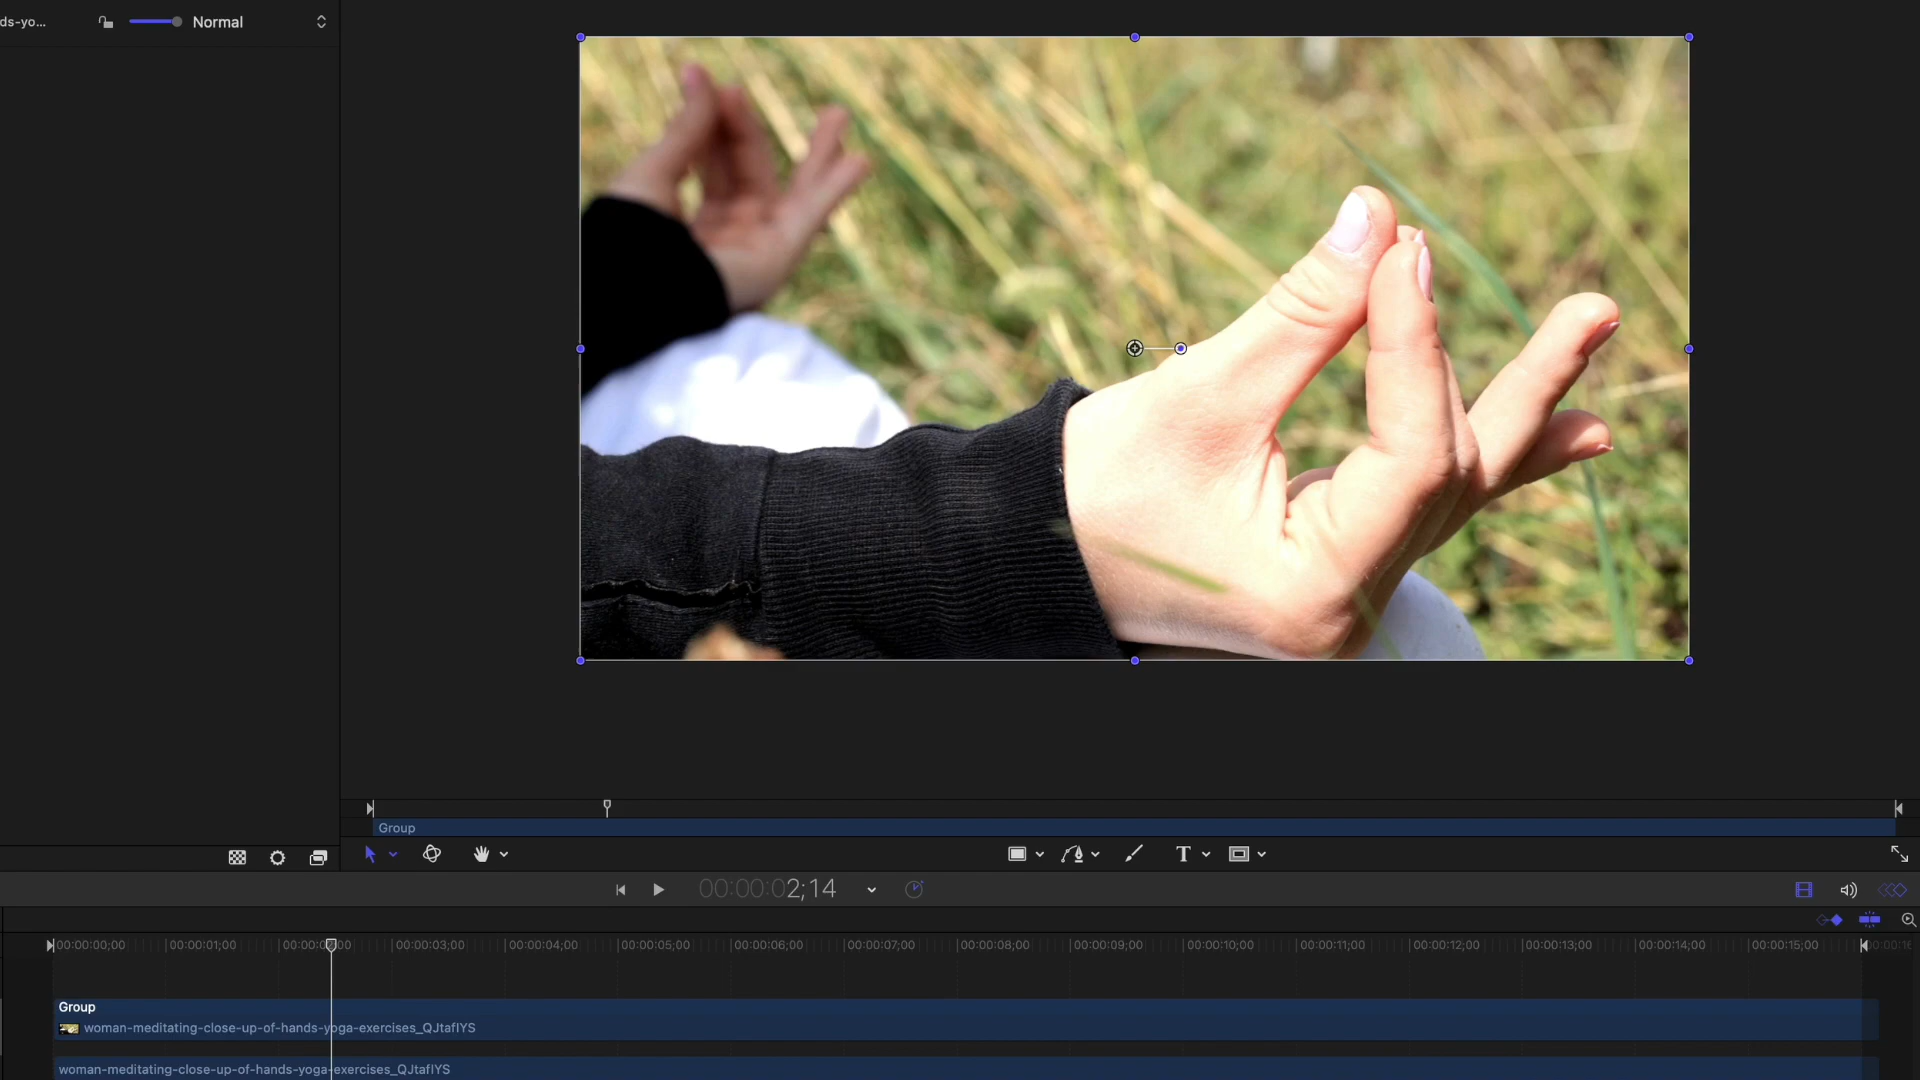 ds-yo...
Normal
Group
T
00:00:02;14
00:00:00;00 00:00:01;00 00:00:03;00 00:00:04;00 00:00:05;00 00:00:06;00 00:00:07;00 00:00:08;00 00:00:09;00 00:00:10;00 00:00:11;00 00:00:12;00 00:00:13;00 00:00:14;00 00:00:15;00
Group
woman-meditating-close-up-of-hands-yoga-exercises_QJtafIYS
woman-meditating-close-up-of-hands-yoga-exercises_QJtafIYS